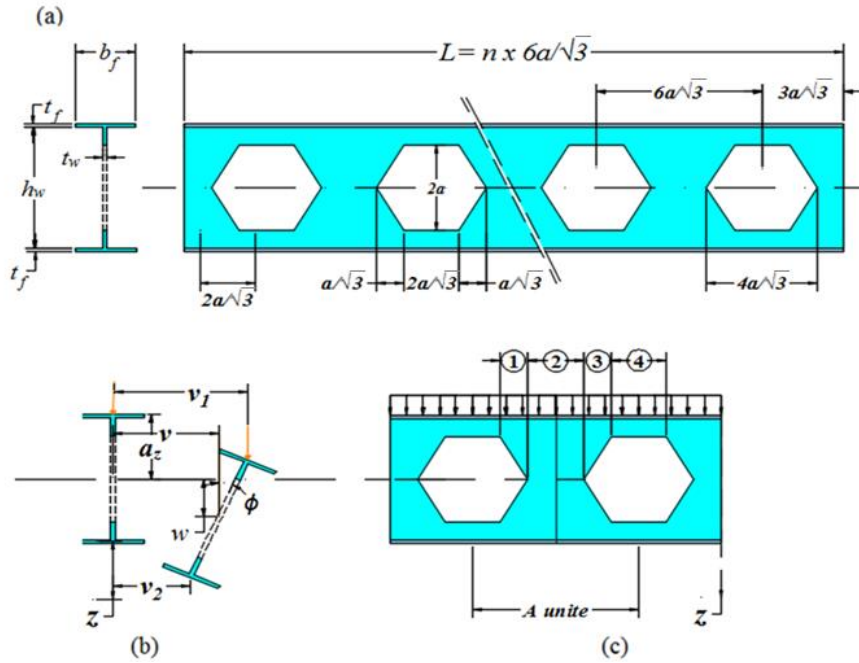 (a)
b_f
L= n x 6a/√3
6a/√3
3a/√3
t_f
t_w
h_w
2a
t_f
2a/√3
a/√3
2a/√3
a/√3
4a/√3
v_1
v
a_z
w
ϕ
v_2
z
(b)
1
2
3
4
A unite
z
(c)